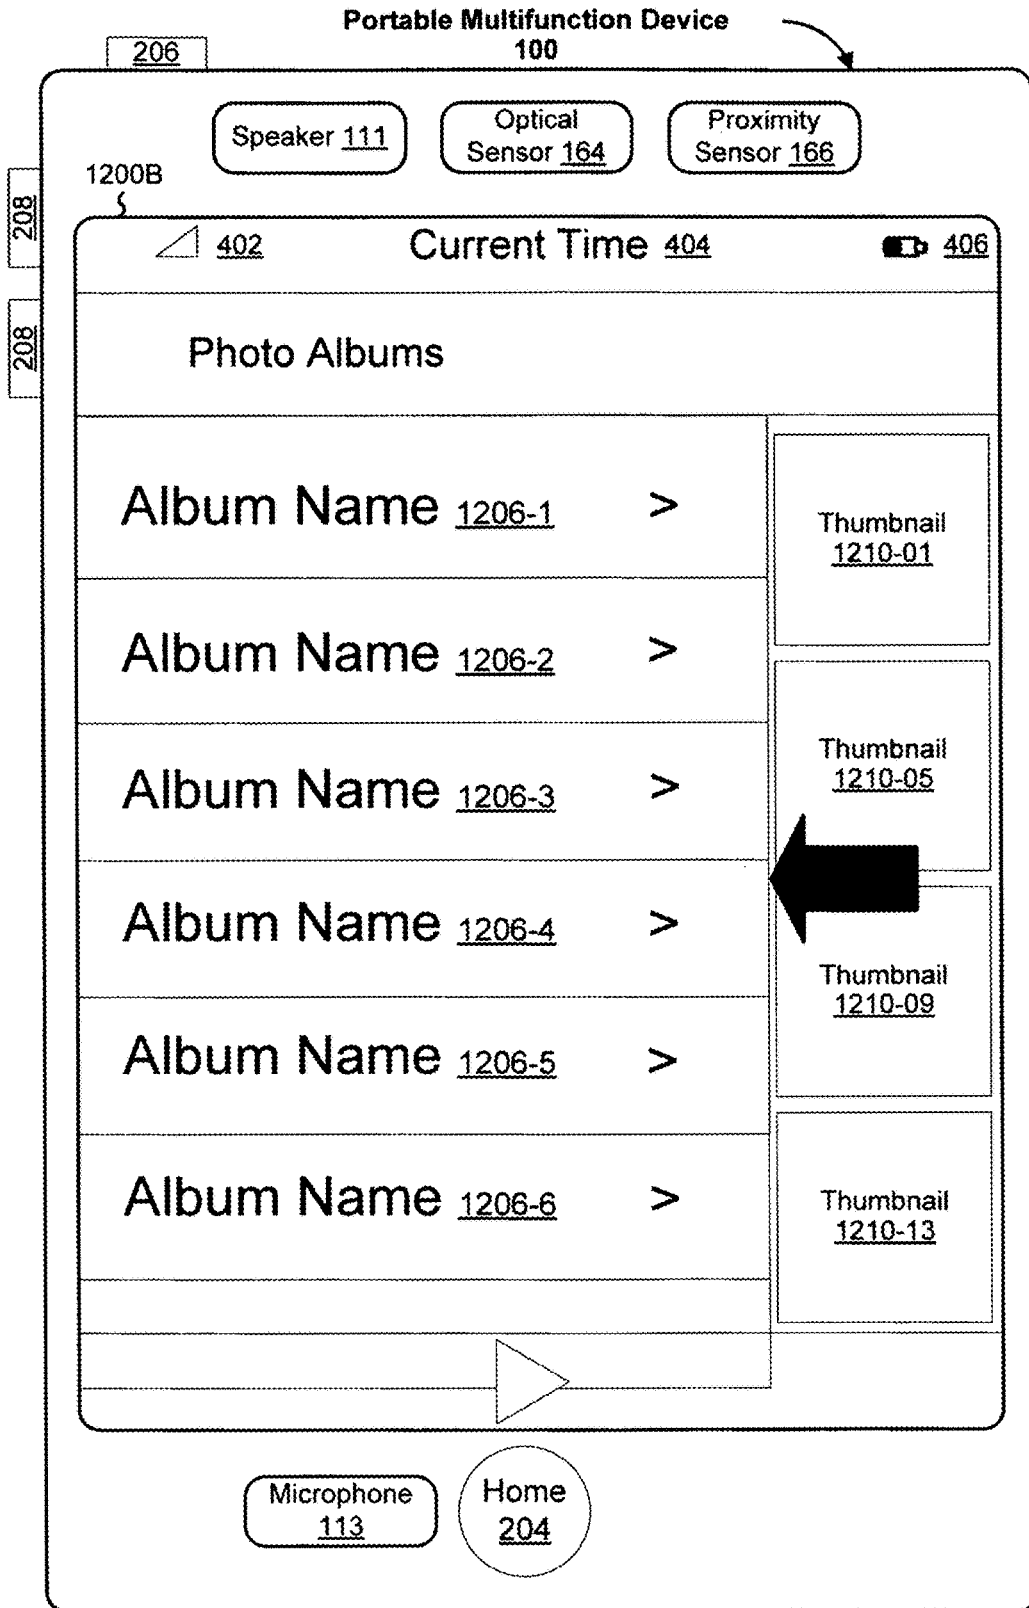 Portable Multifunction Device
100
206
Speaker 111
Optical
Sensor 164
Proximity
Sensor 166
1200B
208
208
402
Current Time 404
406
Photo Albums
Album Name 1206-1 >
Thumbnail
1210-01
Album Name 1206-2 >
Thumbnail
1210-05
Album Name 1206-3 >
Album Name 1206-4 >
Thumbnail
1210-09
Album Name 1206-5 >
Album Name 1206-6 >
Thumbnail
1210-13
Microphone
113
Home
204